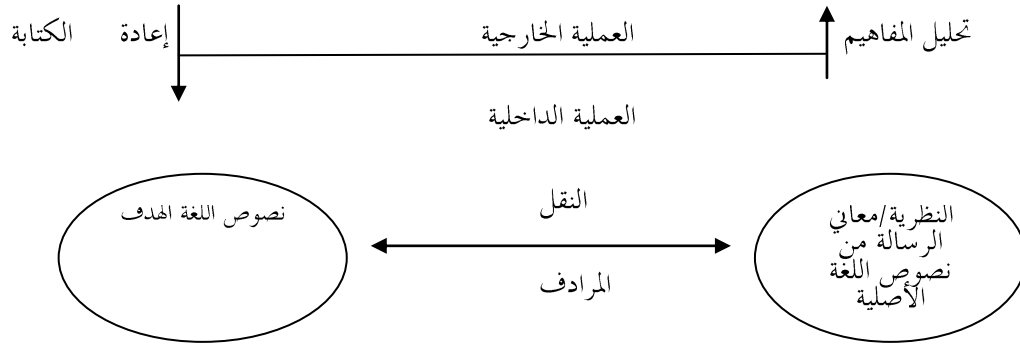 تحليل المفاهيم
العملية الخارجية
إعادة الكتابة
العملية الداخلية
النظرية/معاني
الرسالة من
نصوص اللغة
الأصلية
النقل
المرادف
نصوص اللغة الهدف